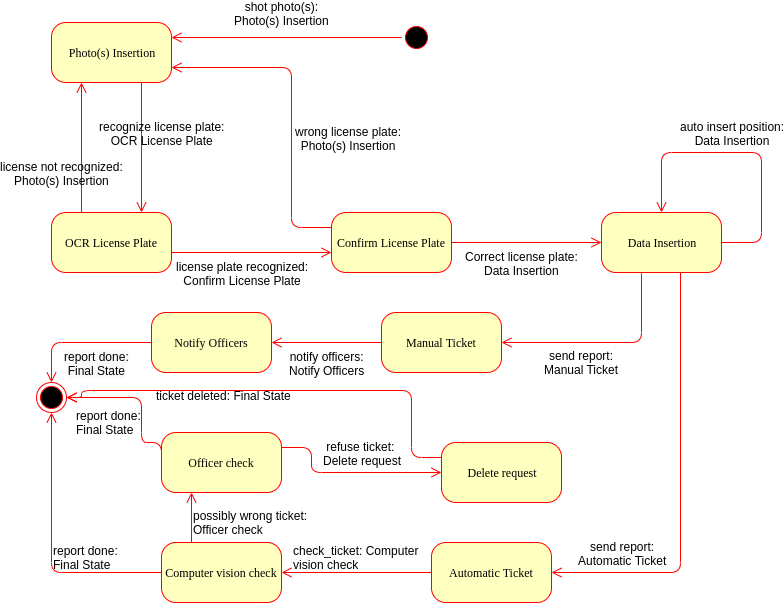 shot photo(s):
Photo(s) Insertion
Photo(s) Insertion
recognize license plate:
OCR License Plate
wrong license plate:
Photo(s) Insertion
auto insert position:
Data Insertion
license not recognized:
Photo(s) Insertion
OCR License Plate
Confirm License Plate
Data Insertion
license plate recognized:
Confirm License Plate
Correct license plate:
Data Insertion
Notify Officers
Manual Ticket
report done:
Final State
notify officers:
Notify Officers
send report:
Manual Ticket
ticket deleted: Final State
report done:
Final State
Officer check
refuse ticket:
Delete request
Delete request
possibly wrong ticket:
Officer check
report done:
Final State
check_ticket: Computer
vision check
send report:
Automatic Ticket
Computer vision check
Automatic Ticket